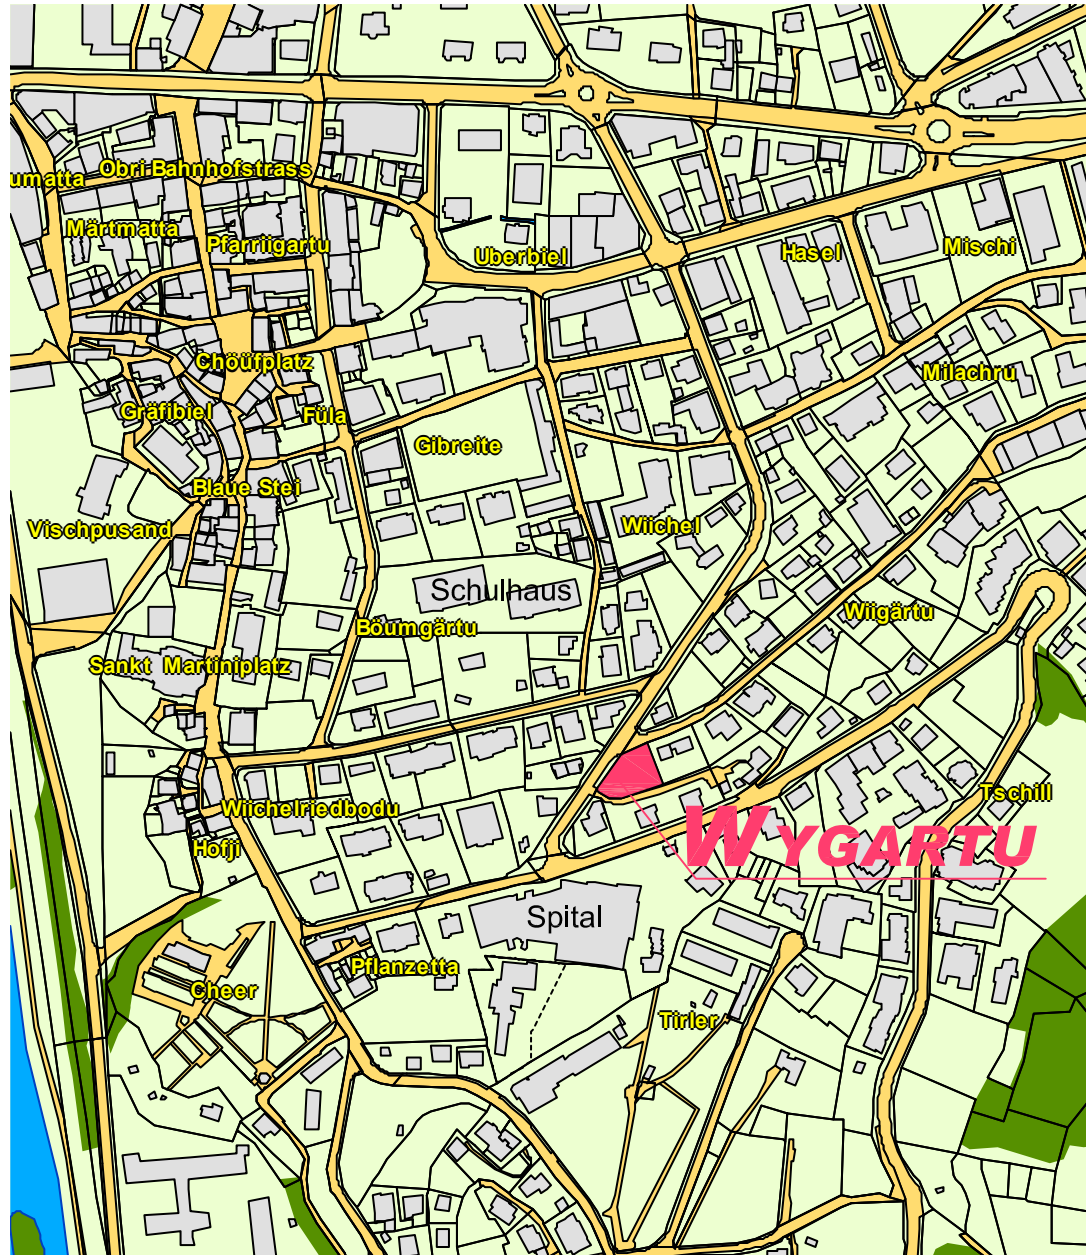 Obri Bahnhofstrass
umatta
Märtmatta
Pfarriigartu
Uberbiel
Hasel
Mischi
Chöüfplatz
Milachru
Gräfibiel
Füla
Gibreite
Blaue Stei
Vischpusand
Wiichel
Schulhaus
Wiigärtu
Böumgärtu
Sankt Martiniplatz
Tschill
Wiichelriedbodu
WYGARTU
Hofji
Spital
Pflanzetta
Cheer
Tirler